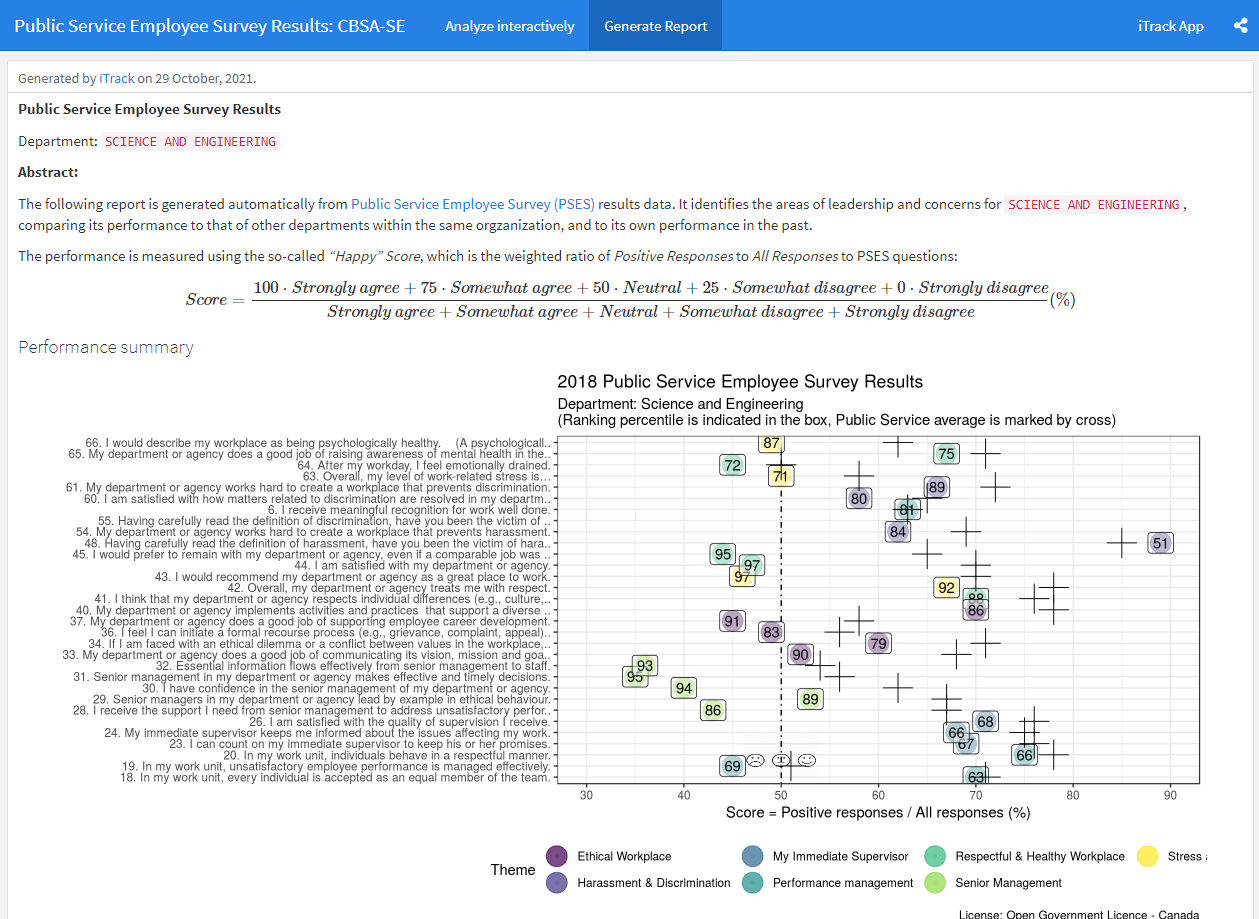 Public Service Employee Survey Results: CBSA-SE Analyze interactively Generate Report iTrack App
Generated by iTrack on 29 October, 2021.
Public Service Employee Survey Results
Department: SCIENCE AND ENGINEERING
Abstract:
The following report is generated automatically from Public Service Employee Survey (PSES) results data. It identifies the areas of leadership and concerns for SCIENCE AND ENGINEERING ,
comparing its performance to that of other departments within the same orgzanization, and to its own performance in the past.
The performance is measured using the so-called “Happy” Score, which is the weighted ratio of Positive Responses to All Responses to PSES questions:
Score = 100 · Strongly agree + 75 · Somewhat agree + 50 · Neutral + 25 · Somewhat disagree + 0 · Strongly disagree
Strongly agree + Somewhat agree + Neutral + Somewhat disagree + Strongly disagree (%)
Performance summary
2018 Public Service Employee Survey Results
Department: Science and Engineering
(Ranking percentile is indicated in the box, Public Service average is marked by cross)
66. I would describe my workplace as being psychologically healthy. (A psychologicall.. 87
65. My department or agency does a good job of raising awareness of mental health in the.. 75
64. After my workday, I feel emotionally drained. 72
63. Overall, my level of work-related stress is... 71
61. My department or agency works hard to create a workplace that prevents discrimination. 89
60. I am satisfied with how matters related to discrimination are resolved in my departm.. 80
6. I receive meaningful recognition for work well done. 81
55. Having carefully read the definition of discrimination, have you been the victim of ..
54. My department or agency works hard to create a workplace that prevents harassment. 84
48. Having carefully read the definition of harassment, have you been the victim of hara.. 51
45. I would prefer to remain with my department or agency, even if a comparable job was .. 95
44. I am satisfied with my department or agency. 97
43. I would recommend my department or agency as a great place to work. 97
42. Overall, my department or agency treats me with respect. 92
41. I think that my department or agency respects individual differences (e.g., culture,.. 88
40. My department or agency implements activities and practices that support a diverse .. 86
37. My department or agency does a good job of supporting employee career development. 91
36. I feel I can initiate a formal recourse process (e.g., grievance, complaint, appeal).. 83
34. If I am faced with an ethical dilemma or a conflict between values in the workplace,.. 79
33. My department or agency does a good job of communicating its vision, mission and goa.. 90
32. Essential information flows effectively from senior management to staff. 93
31. Senior management in my department or agency makes effective and timely decisions. 95
30. I have confidence in the senior management of my department or agency. 94
29. Senior managers in my department or agency lead by example in ethical behaviour. 89
28. I receive the support I need from senior management to address unsatisfactory perfor.. 86
26. I am satisfied with the quality of supervision I receive. 68
24. My immediate supervisor keeps me informed about the issues affecting my work. 66
23. I can count on my immediate supervisor to keep his or her promises. 67
20. In my work unit, individuals behave in a respectful manner. 66
19. In my work unit, unsatisfactory employee performance is managed effectively. 69
18. In my work unit, every individual is accepted as an equal member of the team. 63
30 40 50 60 70 80 90
Score = Positive responses / All responses (%)
Theme
Ethical Workplace My Immediate Supervisor Respectful & Healthy Workplace Stress
Harassment & Discrimination Performance management Senior Management
License: Open Government Licence - Canada